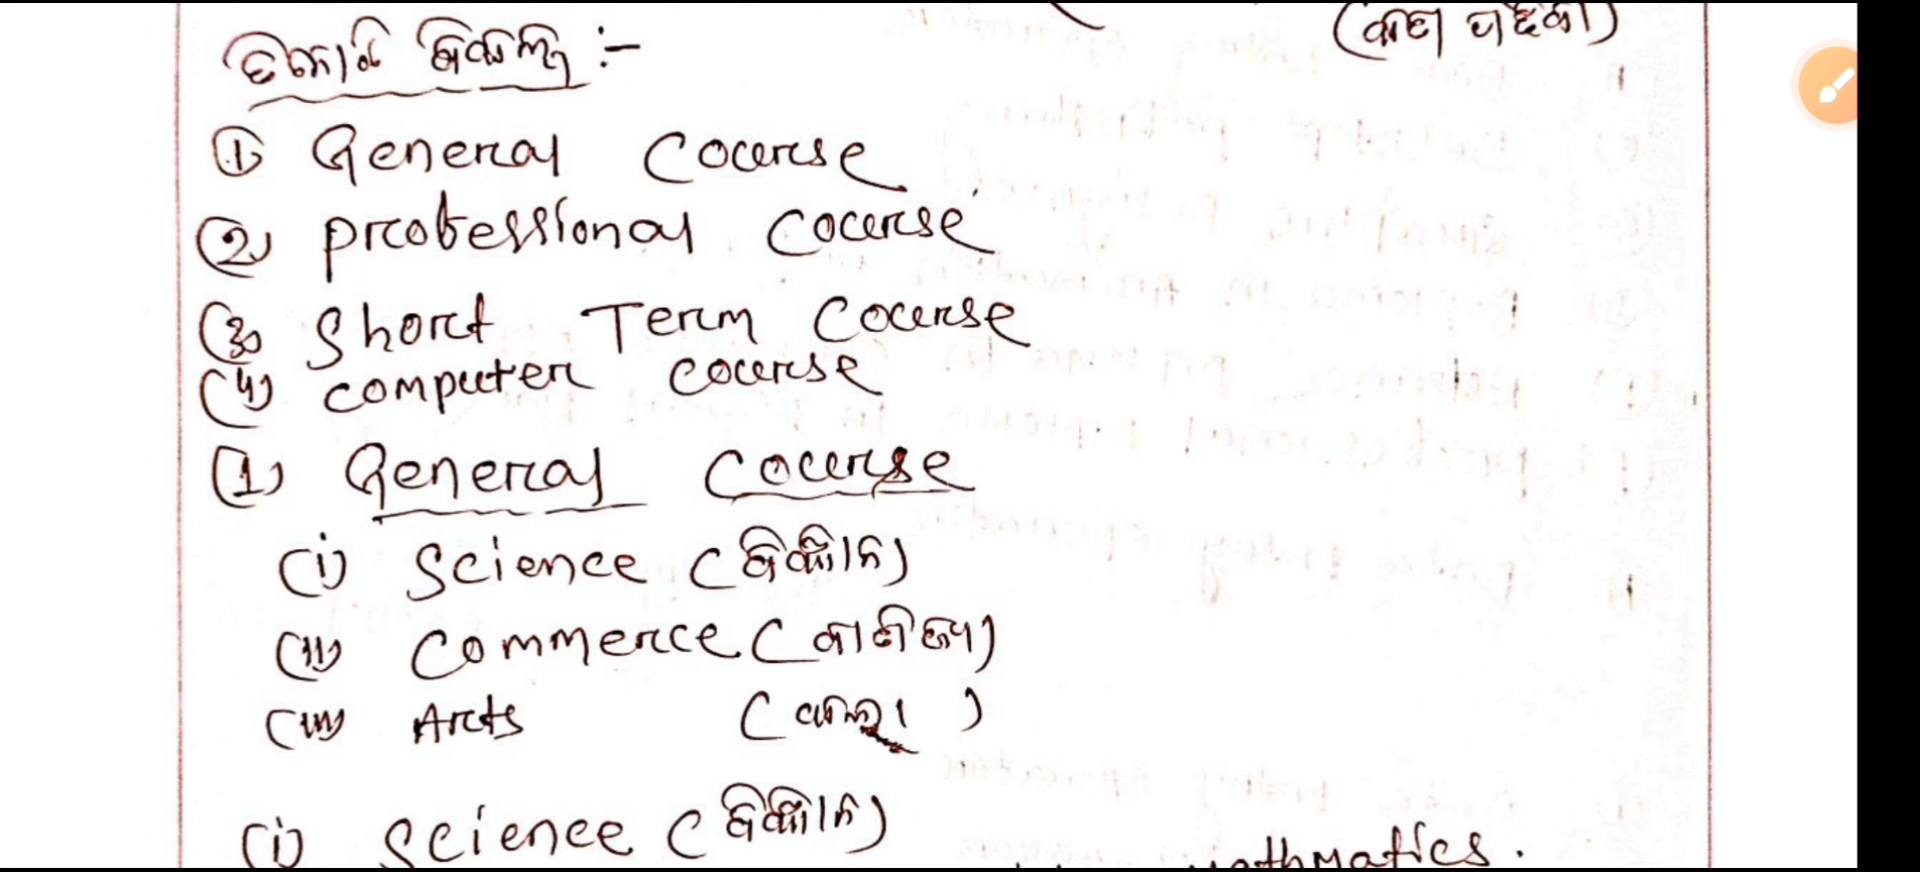 ବିକଳ୍ପ :-
① General Course
② professional Course
(3) Short Term Course
(4) Computer Course
(1) General Course
(i) Science (ବିଜ୍ଞାନ)
(ii) Commerce (ବାଣିଜ୍ୟ)
(iii) Arts (କଳା)
(i) Science (ବିଜ୍ଞାନ)